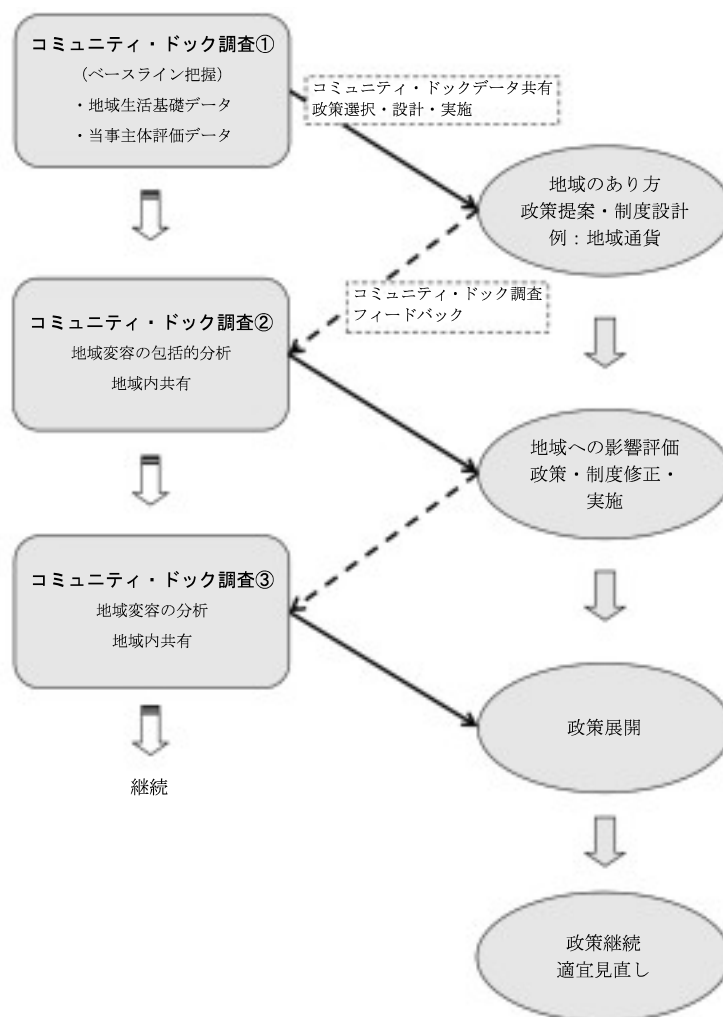 コミュニティ・ドック調査①
（ベースライン把握）
・地域生活基礎データ
・当事主体評価データ
コミュニティ・ドックデータ共有
政策選択・設計・実施
地域のあり方
政策提案・制度設計
例：地域通貨
コミュニティ・ドック調査
フィードバック
コミュニティ・ドック調査②
地域変容の包括的分析
地域内共有
地域への影響評価
政策・制度修正・
実施
コミュニティ・ドック調査③
地域変容の分析
地域内共有
政策展開
継続
政策継続
適宜見直し